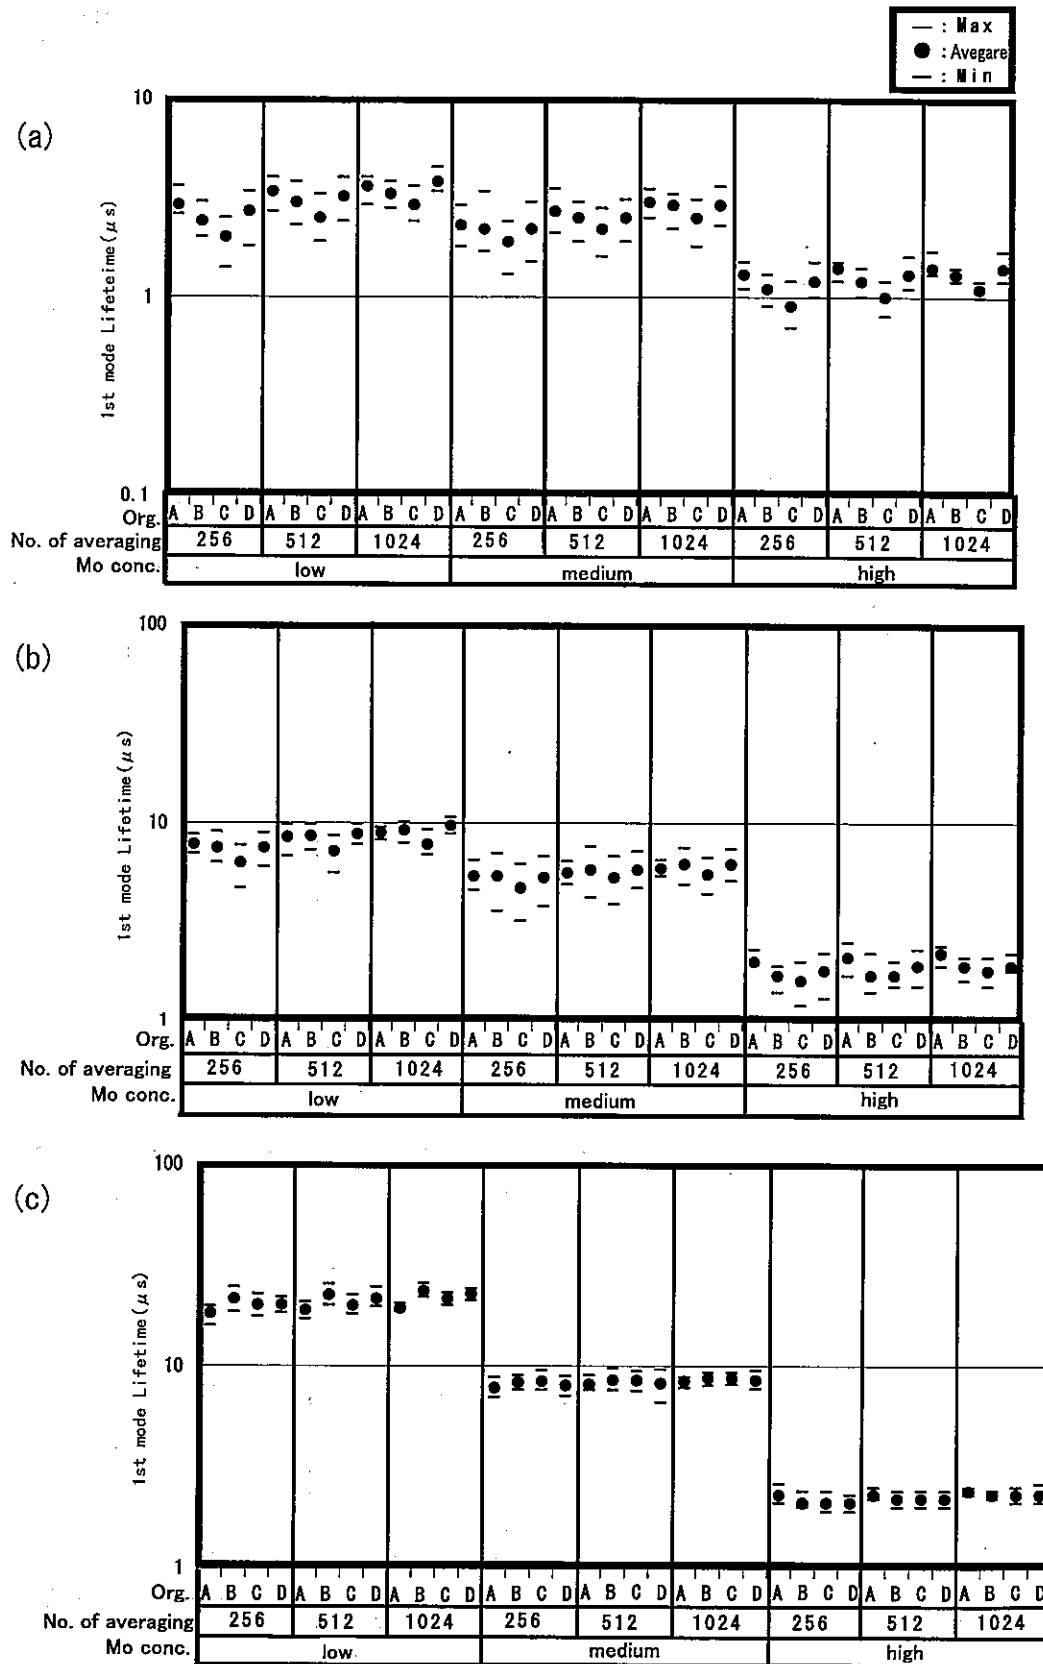 — : Max
● : Avegare
— : Min
(a)
10
1
0.1
1st mode Lifeteime(μs)
Org. A B C D A B C D A B C D A B C D A B C D A B C D A B C D A B C D A B C D
No. of averaging 256 512 1024 256 512 1024 256 512 1024
Mo conc. low medium high
(b)
100
10
1
1st mode Lifetime(μs)
Org. A B C D A B C D A B C D A B C D A B C D A B C D A B C D A B C D A B C D
No. of averaging 256 512 1024 256 512 1024 256 512 1024
Mo conc. low medium high
(c)
100
10
1
1st mode Lifetime(μs)
Org. A B C D A B C D A B C D A B C D A B C D A B C D A B C D A B C D A B C D
No. of averaging 256 512 1024 256 512 1024 256 512 1024
Mo conc. low medium high